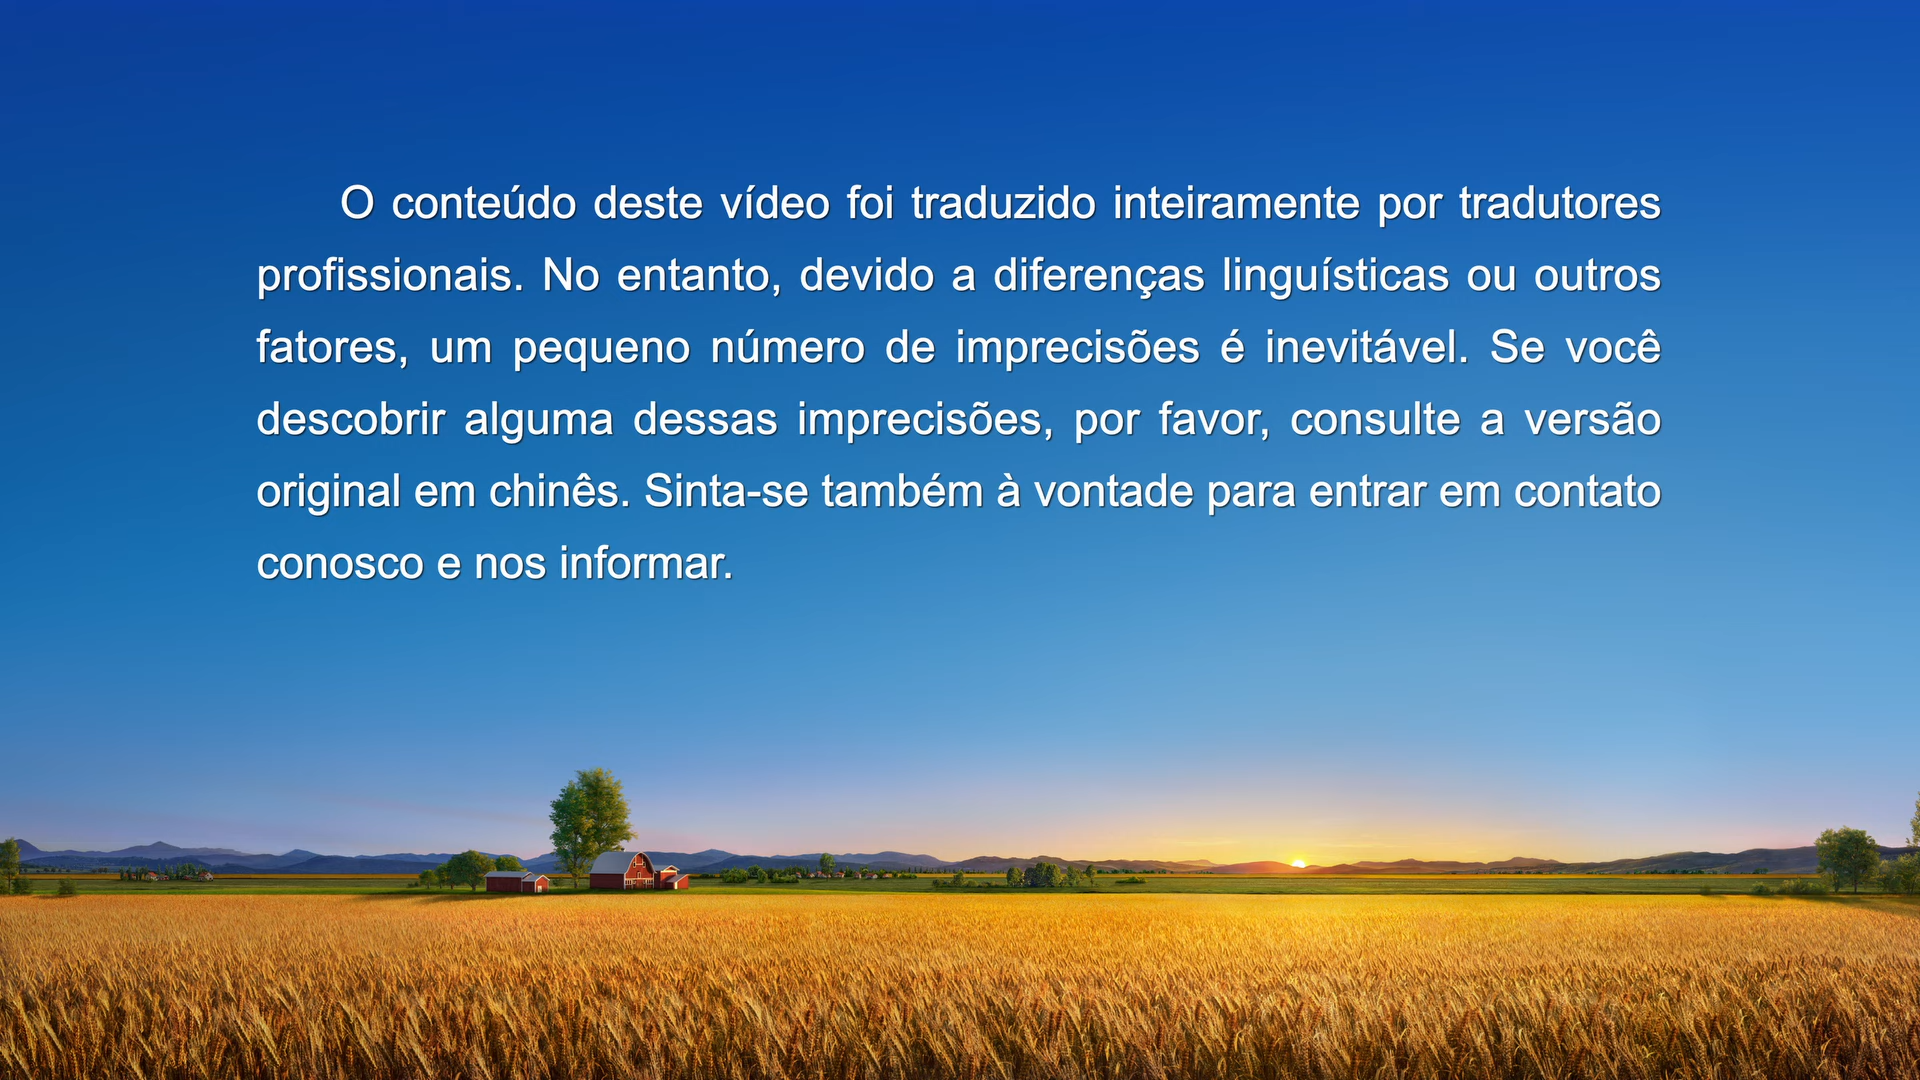 O conteúdo deste vídeo foi traduzido inteiramente por tradutores
profissionais. No entanto, devido a diferenças linguísticas ou outros
fatores, um pequeno número de imprecisões é inevitável. Se você
descobrir alguma dessas imprecisões, por favor, consulte a versão
original em chinês. Sinta-se também à vontade para entrar em contato
conosco e nos informar.